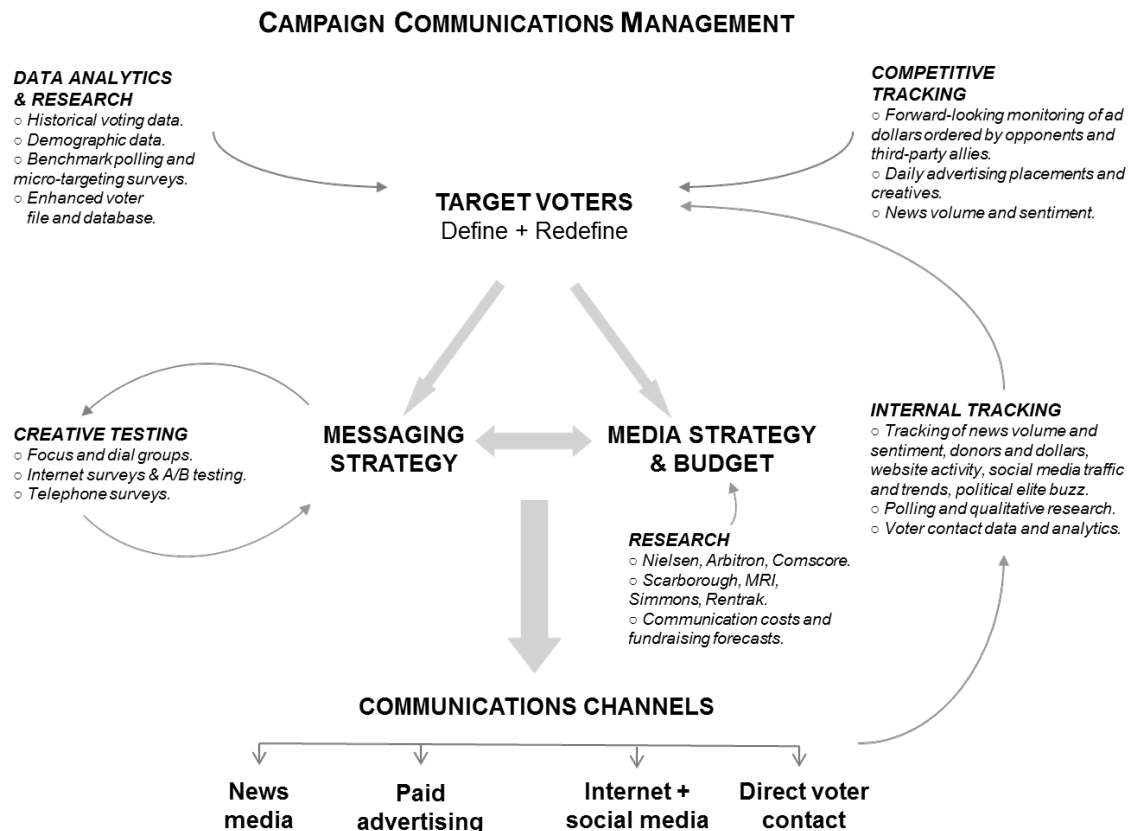 CAMPAIGN COMMUNICATIONS MANAGEMENT
DATA ANALYTICS
& RESEARCH
○ Historical voting data.
○ Demographic data.
○ Benchmark polling and
micro-targeting surveys.
○ Enhanced voter
file and database.
COMPETITIVE
TRACKING
○ Forward-looking monitoring of ad
dollars ordered by opponents and
third-party allies.
○ Daily advertising placements and
creatives.
○ News volume and sentiment.
TARGET VOTERS
Define + Redefine
CREATIVE TESTING
○ Focus and dial groups.
○ Internet surveys & A/B testing.
○ Telephone surveys.
MESSAGING
STRATEGY
MEDIA STRATEGY
& BUDGET
INTERNAL TRACKING
○ Tracking of news volume and
sentiment, donors and dollars,
website activity, social media traffic
and trends, political elite buzz.
○ Polling and qualitative research.
○ Voter contact data and analytics.
RESEARCH
○ Nielsen, Arbitron, Comscore.
○ Scarborough, MRI,
Simmons, Rentrak.
○ Communication costs and
fundraising forecasts.
COMMUNICATIONS CHANNELS
News
media
Paid
advertising
Internet +
social media
Direct voter
contact